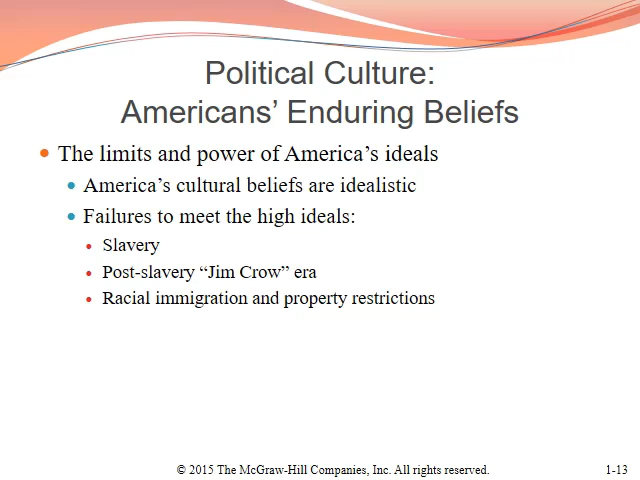 Political Culture:
Americans’ Enduring Beliefs
• The limits and power of America’s ideals
• America’s cultural beliefs are idealistic
• Failures to meet the high ideals:
• Slavery
• Post-slavery “Jim Crow” era
• Racial immigration and property restrictions
© 2015 The McGraw-Hill Companies, Inc. All rights reserved.
1-13